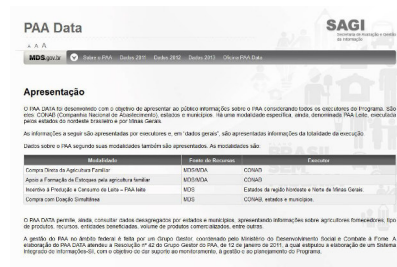 PAA Data
SAGI
Secretaria de Avaliação e Gestão
da Informação
A A A
MDS.gov.br Sobre o PAA Dados 2011 Dados 2012 Dados 2013 Oficina PAA Data
Apresentação
O PAA DATA foi desenvolvido com o objetivo de apresentar ao público informações sobre o PAA considerando todos os executores do Programa. São
eles: CONAB (Companhia Nacional de Abastecimento), estados e municípios. Há uma modalidade específica, ainda, denominada PAA Leite, executada
pelos estados do nordeste brasileiro e por Minas Gerais.
As informações a seguir são apresentadas por executores e, em "dados gerais", são apresentadas informações da totalidade da execução.
Dados sobre o PAA segundo suas modalidades também são apresentados. As modalidades são:
Modalidade Fonte de Recursos Executor
Compra Direta da Agricultura Familiar MDS/MDA CONAB
Apoio a Formação de Estoques pela agricultura familiar MDS/MDA CONAB
Incentivo à Produção e Consumo de Leite – PAA leite MDS Estados da região Nordeste e Norte de Minas Gerais.
Compra com Doação Simultânea MDS CONAB, estados e municípios.
O PAA DATA permite, ainda, consultar dados desagregados por estados e municípios, apresentando informações sobre agricultores fornecedores, tipo
de produtos, recursos, entidades beneficiadas, volume de produtos comercializados, entre outras.
A gestão do PAA no âmbito federal é feita por um Grupo Gestor, coordenado pelo Ministério do Desenvolvimento Social e Combate à Fome. A
elaboração do PAA DATA atendeu a Resolução nº 42 do Grupo Gestor do PAA, de 12 de janeiro de 2011, a qual estipulou a elaboração de um Sistema
Integrado de Informações-SII, com o objetivo de dar suporte ao monitoramento, à gestão e ao planejamento do Programa.